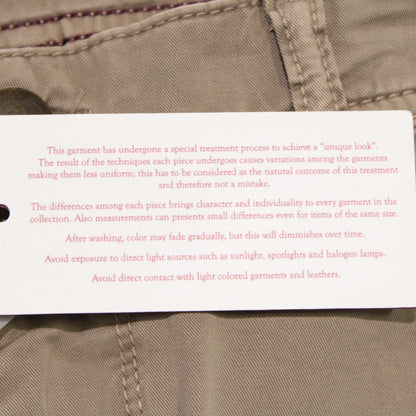 This garment has undergone a special treatment process to achieve a "unique look".
The result of the techniques each piece undergoes causes variations among the garments
making them less uniform; this has to be considered as the natural outcome of this treatment
and therefore not a mistake.
The differences among each piece brings character and individuality to every garment in the
collection. Also measurements can presents small differences even for items of the same size.
After washing, color may fade gradually, but this will diminishes over time.
Avoid exposure to direct light sources such as sunlight, spotlights and halogen lamps.
Avoid direct contact with light colored garments and leathers.